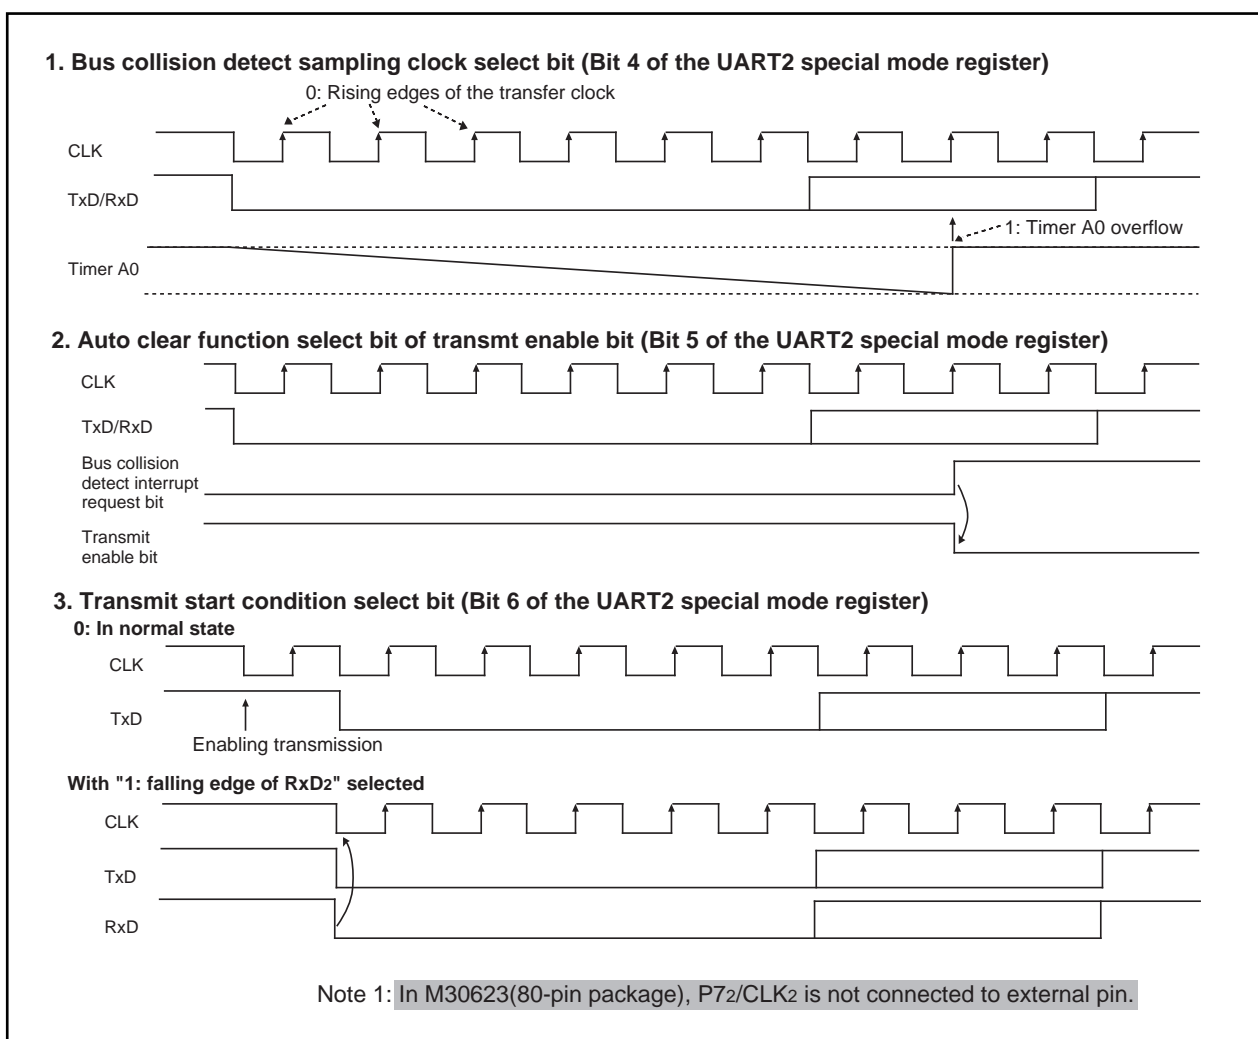 1. Bus collision detect sampling clock select bit (Bit 4 of the UART2 special mode register)
0: Rising edges of the transfer clock
CLK
TxD/RxD
1: Timer A0 overflow
Timer A0
2. Auto clear function select bit of transmt enable bit (Bit 5 of the UART2 special mode register)
CLK
TxD/RxD
Bus collision
detect interrupt
request bit
Transmit
enable bit
3. Transmit start condition select bit (Bit 6 of the UART2 special mode register)
0: In normal state
CLK
TxD
Enabling transmission
With "1: falling edge of RxD2" selected
CLK
TxD
RxD
Note 1: In M30623(80-pin package), P72/CLK2 is not connected to external pin.